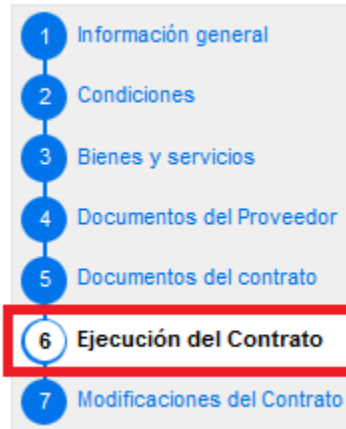 1 Información general
2 Condiciones
3 Bienes y servicios
4 Documentos del Proveedor
5 Documentos del contrato
6 Ejecución del Contrato
7 Modificaciones del Contrato